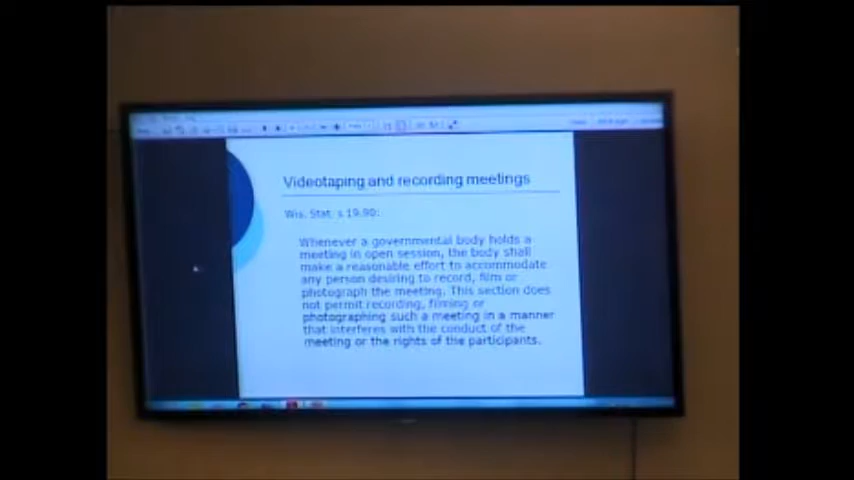 Videotaping and recording meetings
Wis. Stat. s 19.90:
Whenever a governmental body holds a
meeting in open session, the body shall
make a reasonable effort to accommodate
any person desiring to record, film or
photograph the meeting. This section does
not permit recording, filming or
photographing such a meeting in a manner
that interferes with the conduct of the
meeting or the rights of the participants.